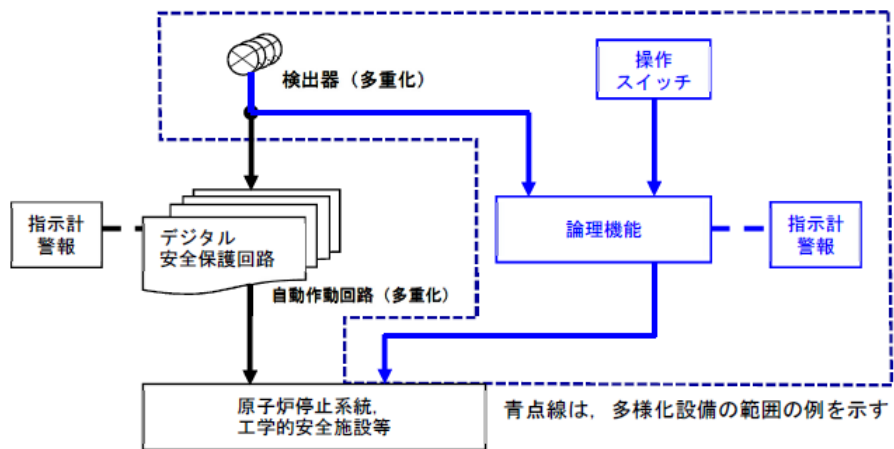 検出器（多重化）
操作
スイッチ
指示計
警報
デジタル
安全保護回路
論理機能
指示計
警報
自動作動回路（多重化）
原子炉停止系統，
工学的安全施設等
青点線は，多様化設備の範囲の例を示す